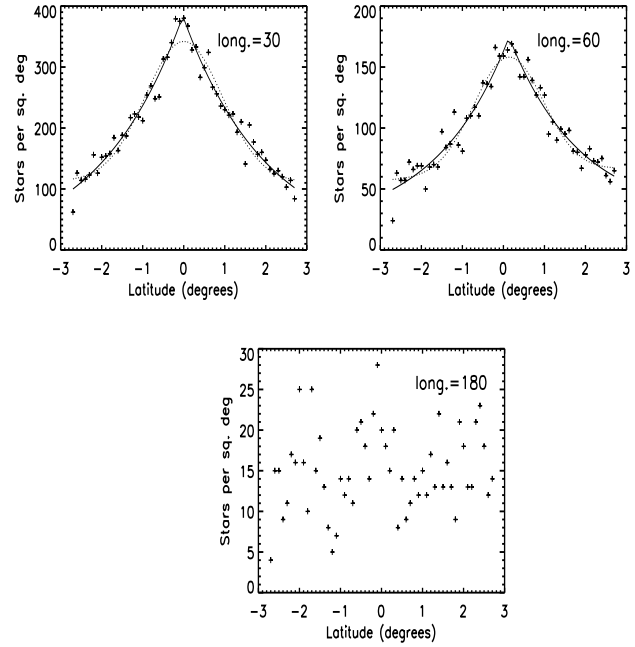 long.=30
Stars per sq. deg
400
300
200
100
0
−3 −2 −1 0 1 2 3
Latitude (degrees)
long.=60
Stars per sq. deg
200
150
100
50
0
−3 −2 −1 0 1 2 3
Latitude (degrees)
long.=180
Stars per sq. deg
30
25
20
15
10
5
0
−3 −2 −1 0 1 2 3
Latitude (degrees)